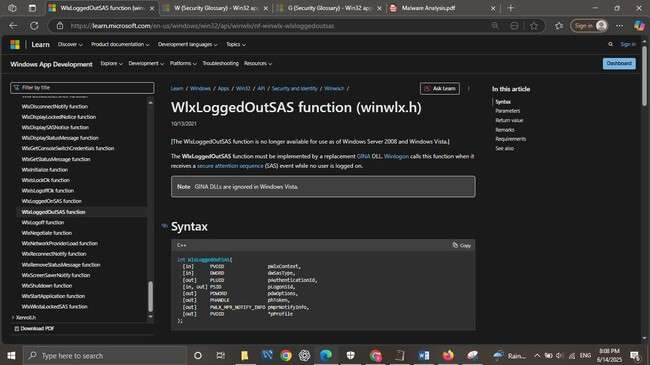 WlxLoggedOutSAS function (winwlx.h)
W (Security Glossary) - Win32 ap
G (Security Glossary) - Win32 app
Malware Analysis.pdf
https://learn.microsoft.com/en-us/windows/win32/api/winwlx/nf-winwlx-wlxloggedoutsas
Sign in
Learn Discover Product documentation Development languages Topics
Sign in
Windows App Development Explore Development Platforms Troubleshooting Resources Dashboard
Filter by title
WlxDisconnectNotify function
WlxDisplayLockedNotice function
WlxDisplaySASNotice function
WlxDisplayStatusMessage function
WlxGetConsoleSwitchCredentials function
WlxGetStatusMessage function
WlxInitialize function
WlxIsLockOk function
WlxIsLogoffOk function
WlxLoggedOnSAS function
WlxLoggedOutSAS function
WlxLogoff function
WlxNegotiate function
WlxNetworkProviderLoad function
WlxReconnectNotify function
WlxRemoveStatusMessage function
WlxScreenSaverNotify function
WlxShutdown function
WlxStartApplication function
WlxWkstaLockedSAS function
Xenroll.h
Download PDF
Learn / Windows / Apps / Win32 / API / Security and Identity / Winwlx.h /
Ask Learn
WlxLoggedOutSAS function (winwlx.h)
10/13/2021
[The WlxLoggedOutSAS function is no longer available for use as of Windows Server 2008 and Windows Vista.]
The WlxLoggedOutSAS function must be implemented by a replacement GINA DLL. Winlogon calls this function when it
receives a secure attention sequence (SAS) event while no user is logged on.
Note GINA DLLs are ignored in Windows Vista.
Syntax
C++
Copy
int WlxLoggedOutSAS(
[in] PVOID pWlxContext,
[in] DWORD dwSasType,
[out] PLUID pAuthenticationId,
[in, out] PSID pLogonSid,
[out] PDWORD pdwOptions,
[out] PHANDLE phToken,
[out] PWLX_MPR_NOTIFY_INFO pNprNotifyInfo,
[out] PVOID *pProfile
);
In this article
Syntax
Parameters
Return value
Remarks
Requirements
See also
Type here to search
Rain...
ENG
8:08 PM
6/14/2025